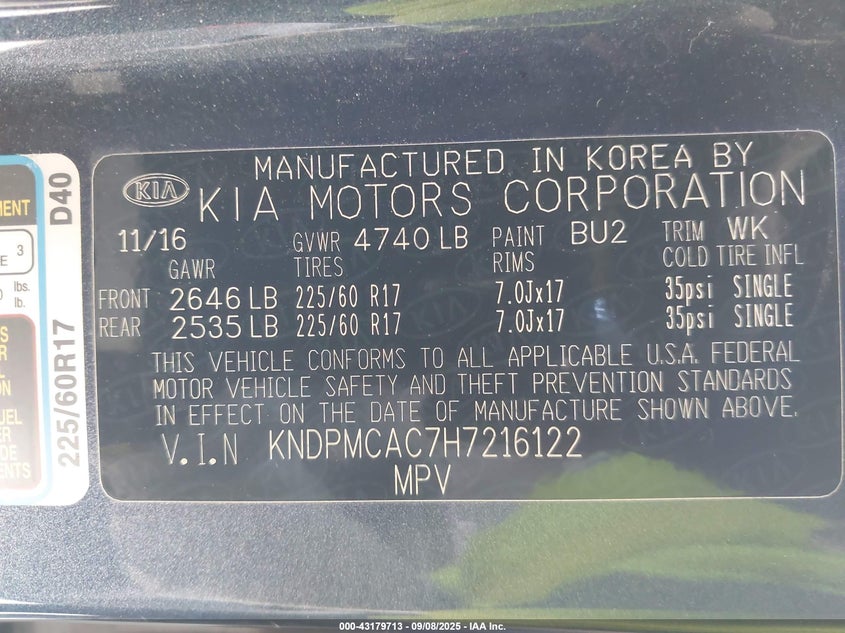 MANUFACTURED IN KOREA BY
KIA KIA MOTORS CORPORATION
11/16 GVWR 4740 LB PAINT BU2 TRIM WK
GAWR TIRES RIMS COLD TIRE INFL
FRONT 2646 LB 225/60 R17 7.0Jx17 35psi SINGLE
REAR 2535 LB 225/60 R17 7.0Jx17 35psi SINGLE
THIS VEHICLE CONFORMS TO ALL APPLICABLE U.S.A. FEDERAL
MOTOR VEHICLE SAFETY AND THEFT PREVENTION STANDARDS
IN EFFECT ON THE DATE OF MANUFACTURE SHOWN ABOVE.
V.I.N KNDPMCAC7H7216122
MPV
225/60R17 D40
3
lbs.
lb.
000-43179713 - 09/08/2025 - IAA Inc.